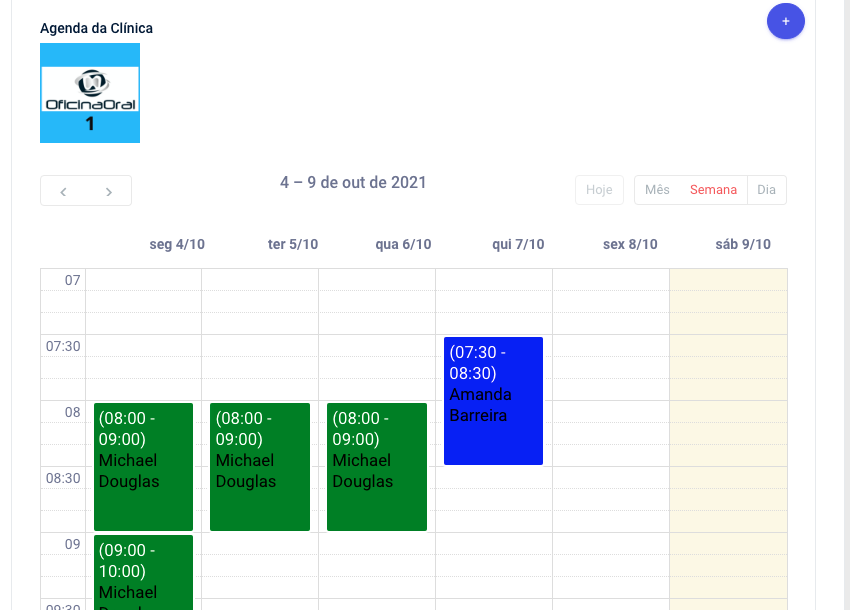 +
Agenda da Clínica
OficinaOral
1
4 – 9 de out de 2021
Hoje
Mês Semana Dia
seg 4/10 ter 5/10 qua 6/10 qui 7/10 sex 8/10 sáb 9/10
07
07:30
(07:30 -
08:30)
Amanda
Barreira
08
(08:00 -
09:00)
Michael
Douglas
(08:00 -
09:00)
Michael
Douglas
(08:00 -
09:00)
Michael
Douglas
08:30
09
(09:00 -
10:00)
Michael
Douglas
09:30